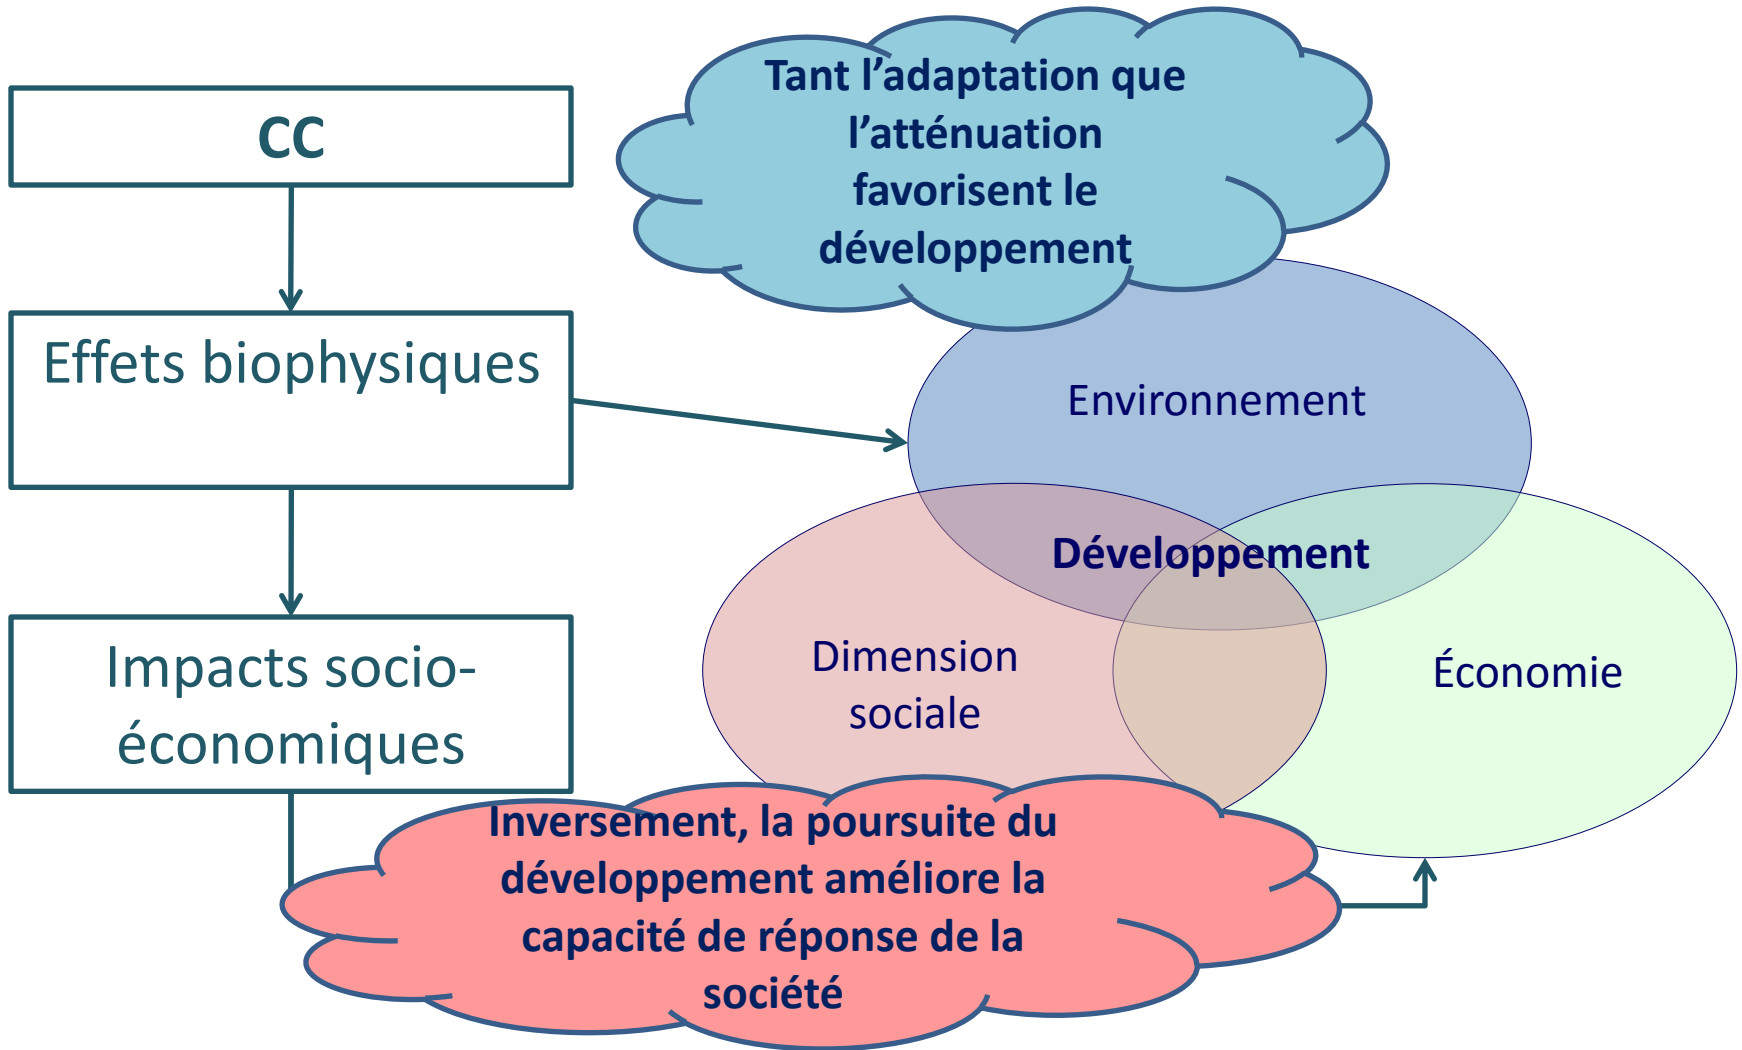 CC
Effets biophysiques
Impacts socio-
économiques
Tant l’adaptation que
l’atténuation
favorisent le
développement
Environnement
Développement
Dimension
sociale
Économie
Inversement, la poursuite du
développement améliore la
capacité de réponse de la
société